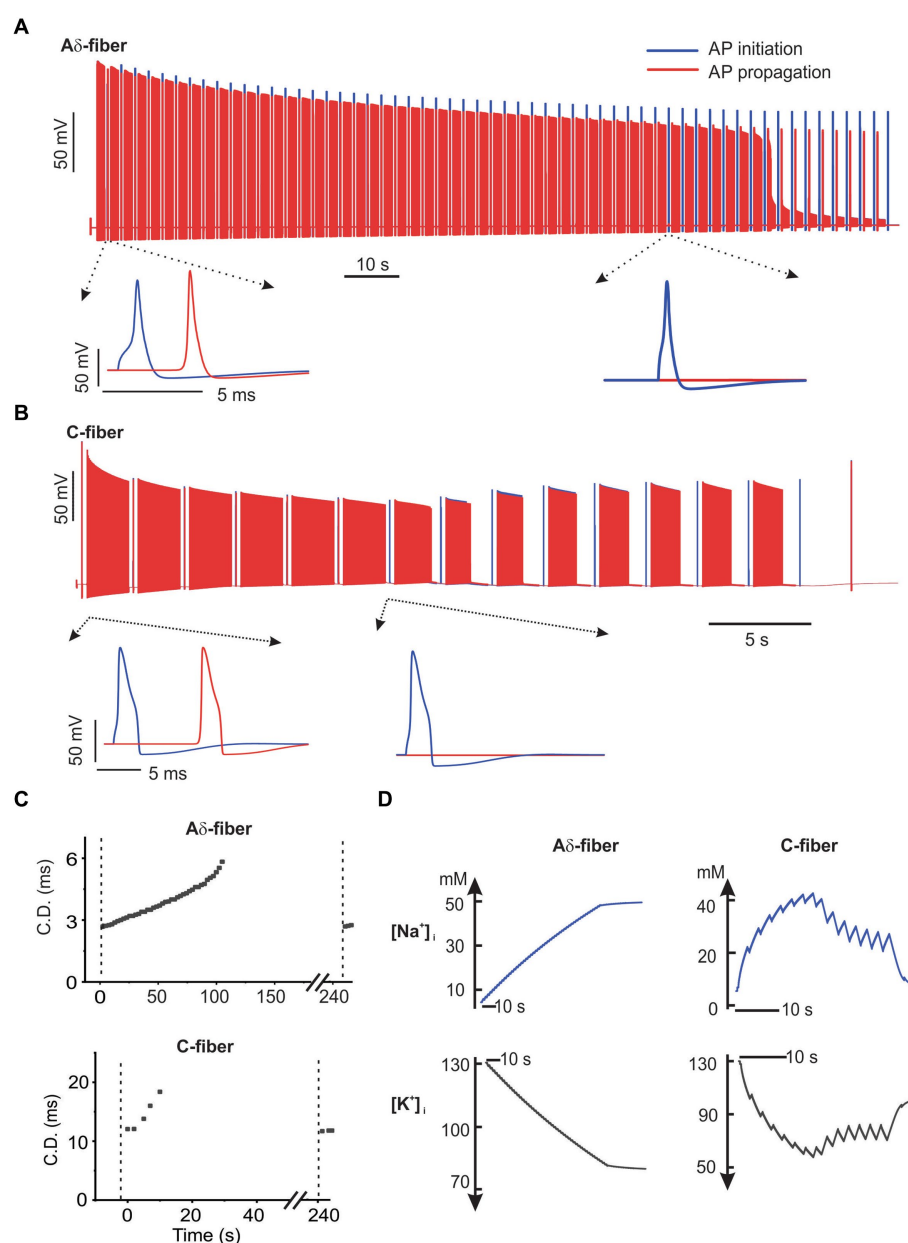 A
Aδ-fiber
AP initiation
AP propagation
50 mV
10 s
50 mV
5 ms
B
C-fiber
50 mV
5 s
50 mV
5 ms
C
Aδ-fiber
C.D. (ms)
6
3
0
0 50 100 150 240
C-fiber
C.D. (ms)
20
10
0
0 20 40 240
Time (s)
D
Aδ-fiber
C-fiber
mM
[Na⁺]ᵢ
50
30
10
10 s
40
20
0
10 s
[K⁺]ᵢ
130
100
70
10 s
130
90
50
10 s